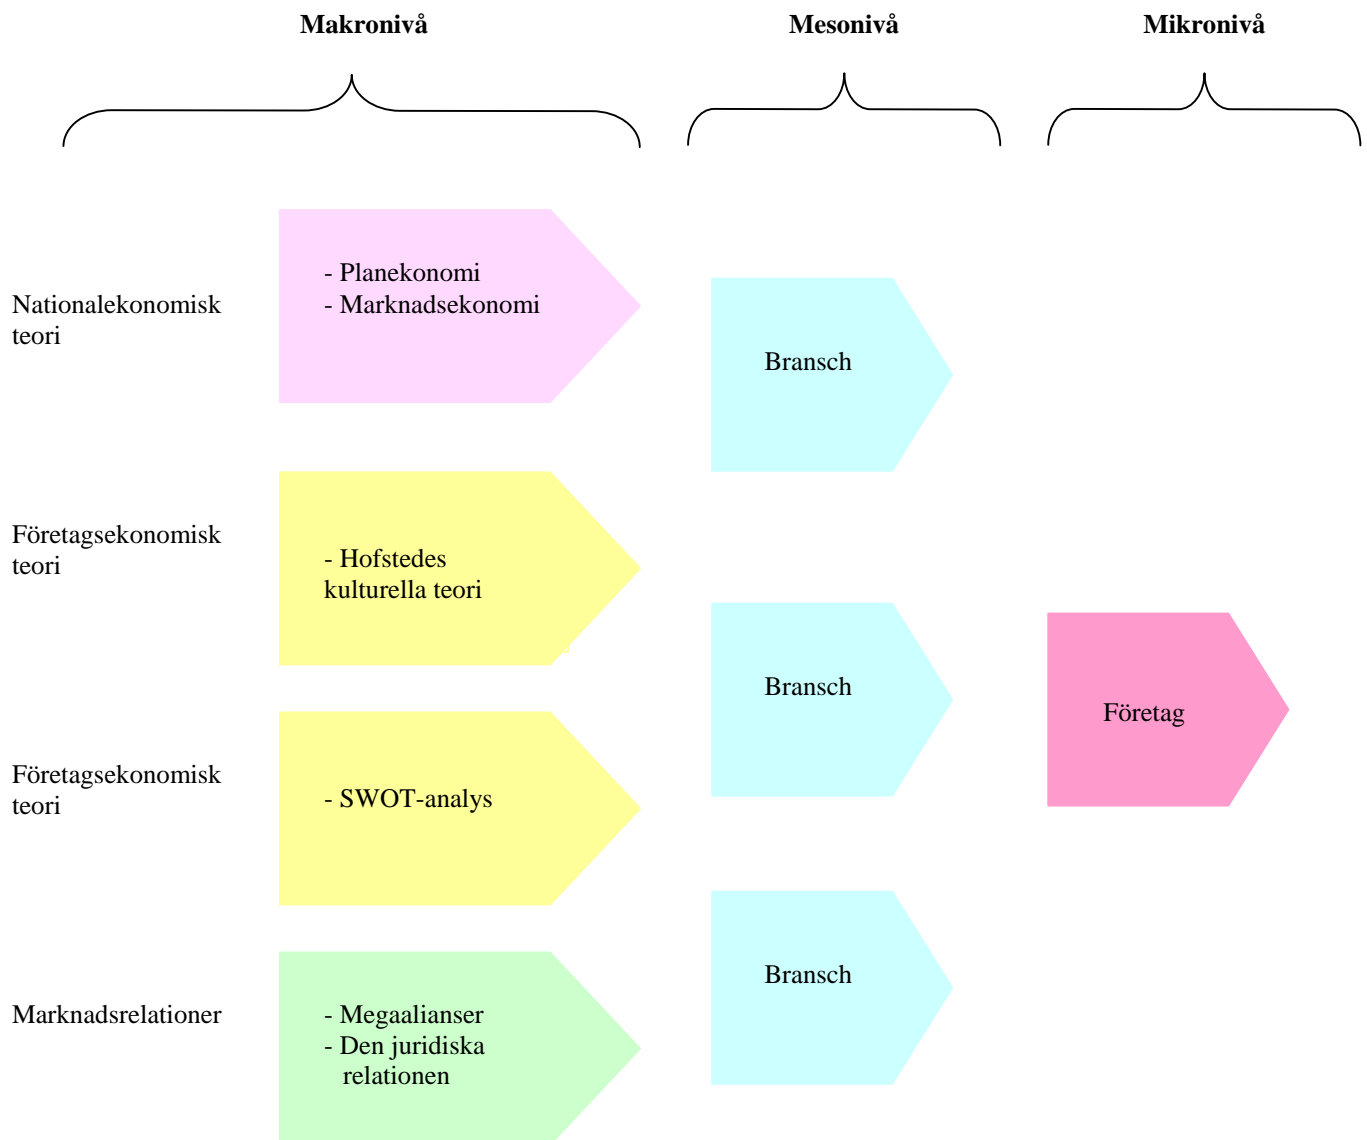 Makronivå
Mesonivå
Mikronivå
Nationalekonomisk
teori
- Planekonomi
- Marknadsekonomi
Bransch
Företagsekonomisk
teori
- Hofstedes
kulturella teori
Bransch
Företag
Företagsekonomisk
teori
- SWOT-analys
Bransch
Marknadsrelationer
- Megaalianser
- Den juridiska
relationen